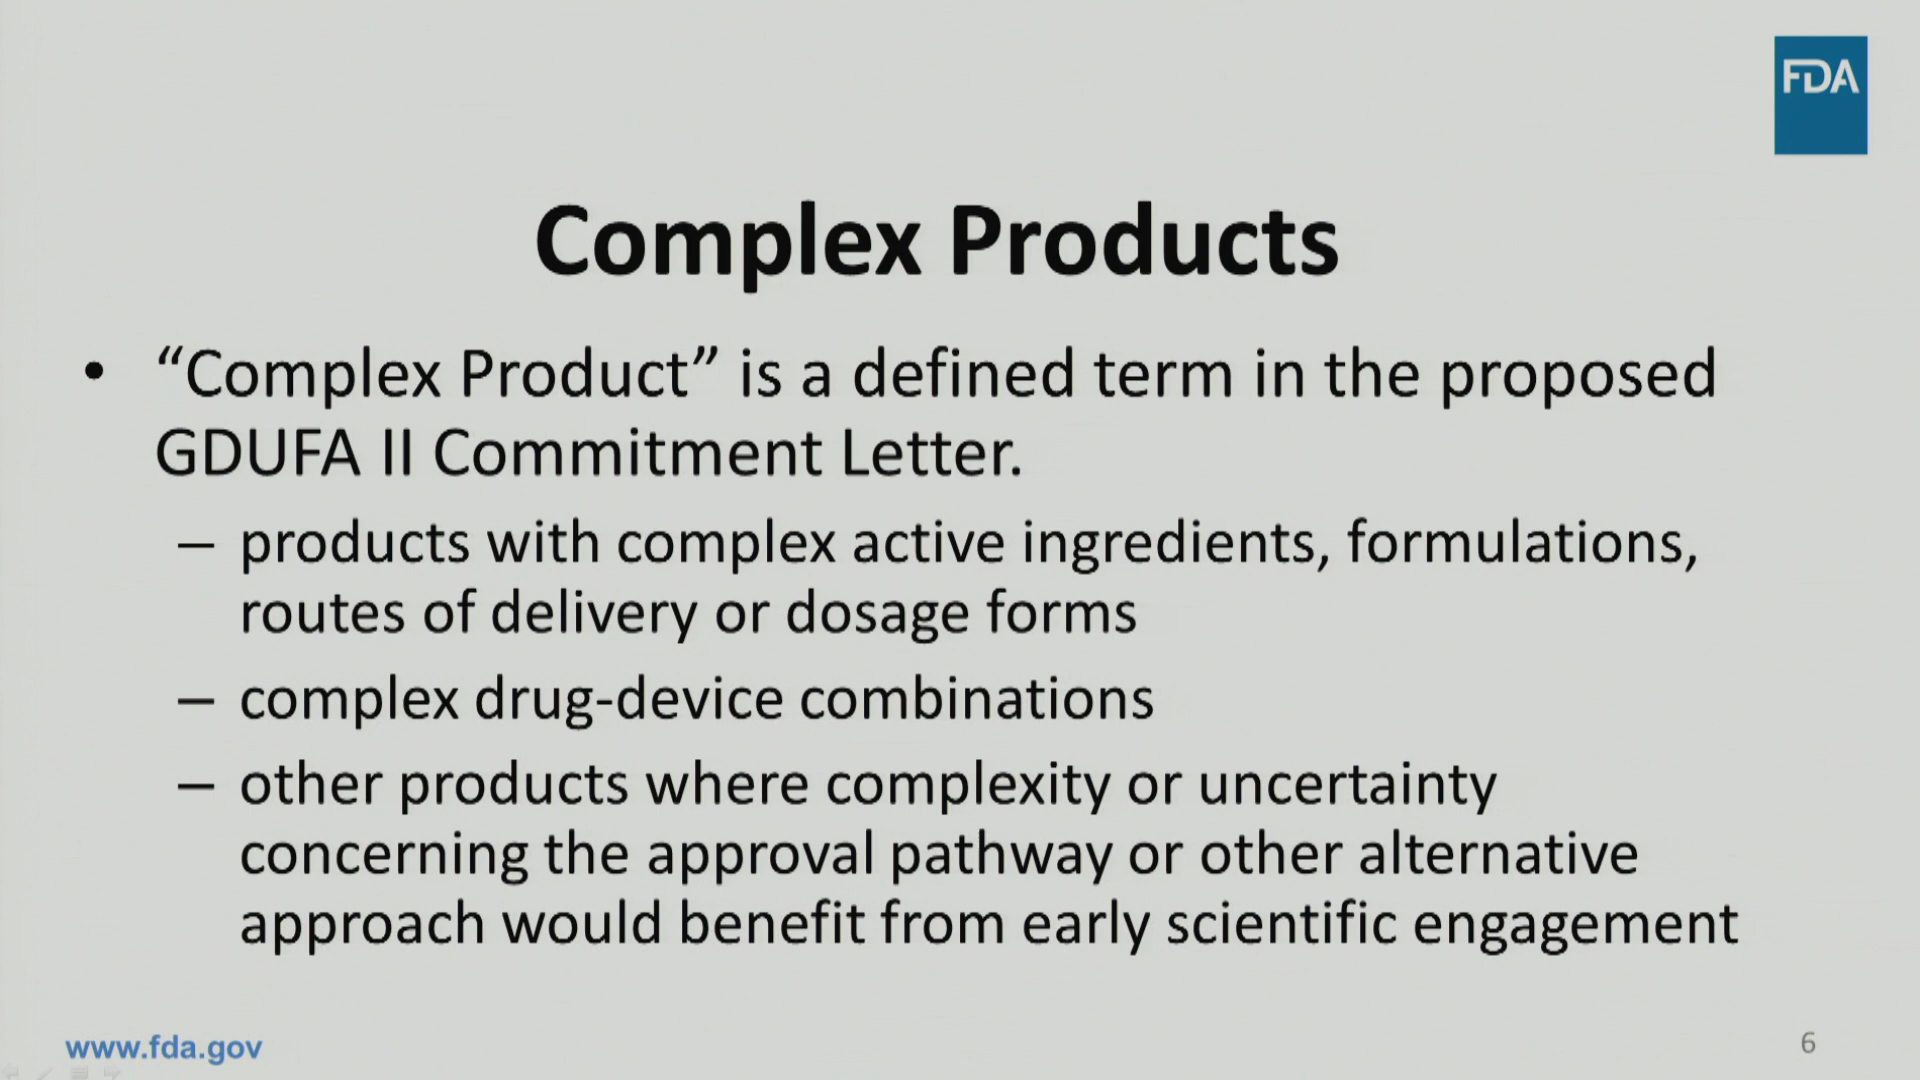 FDA
Complex Products
• “Complex Product” is a defined term in the proposed
GDUFA II Commitment Letter.
– products with complex active ingredients, formulations,
routes of delivery or dosage forms
– complex drug-device combinations
– other products where complexity or uncertainty
concerning the approval pathway or other alternative
approach would benefit from early scientific engagement
www.fda.gov
6